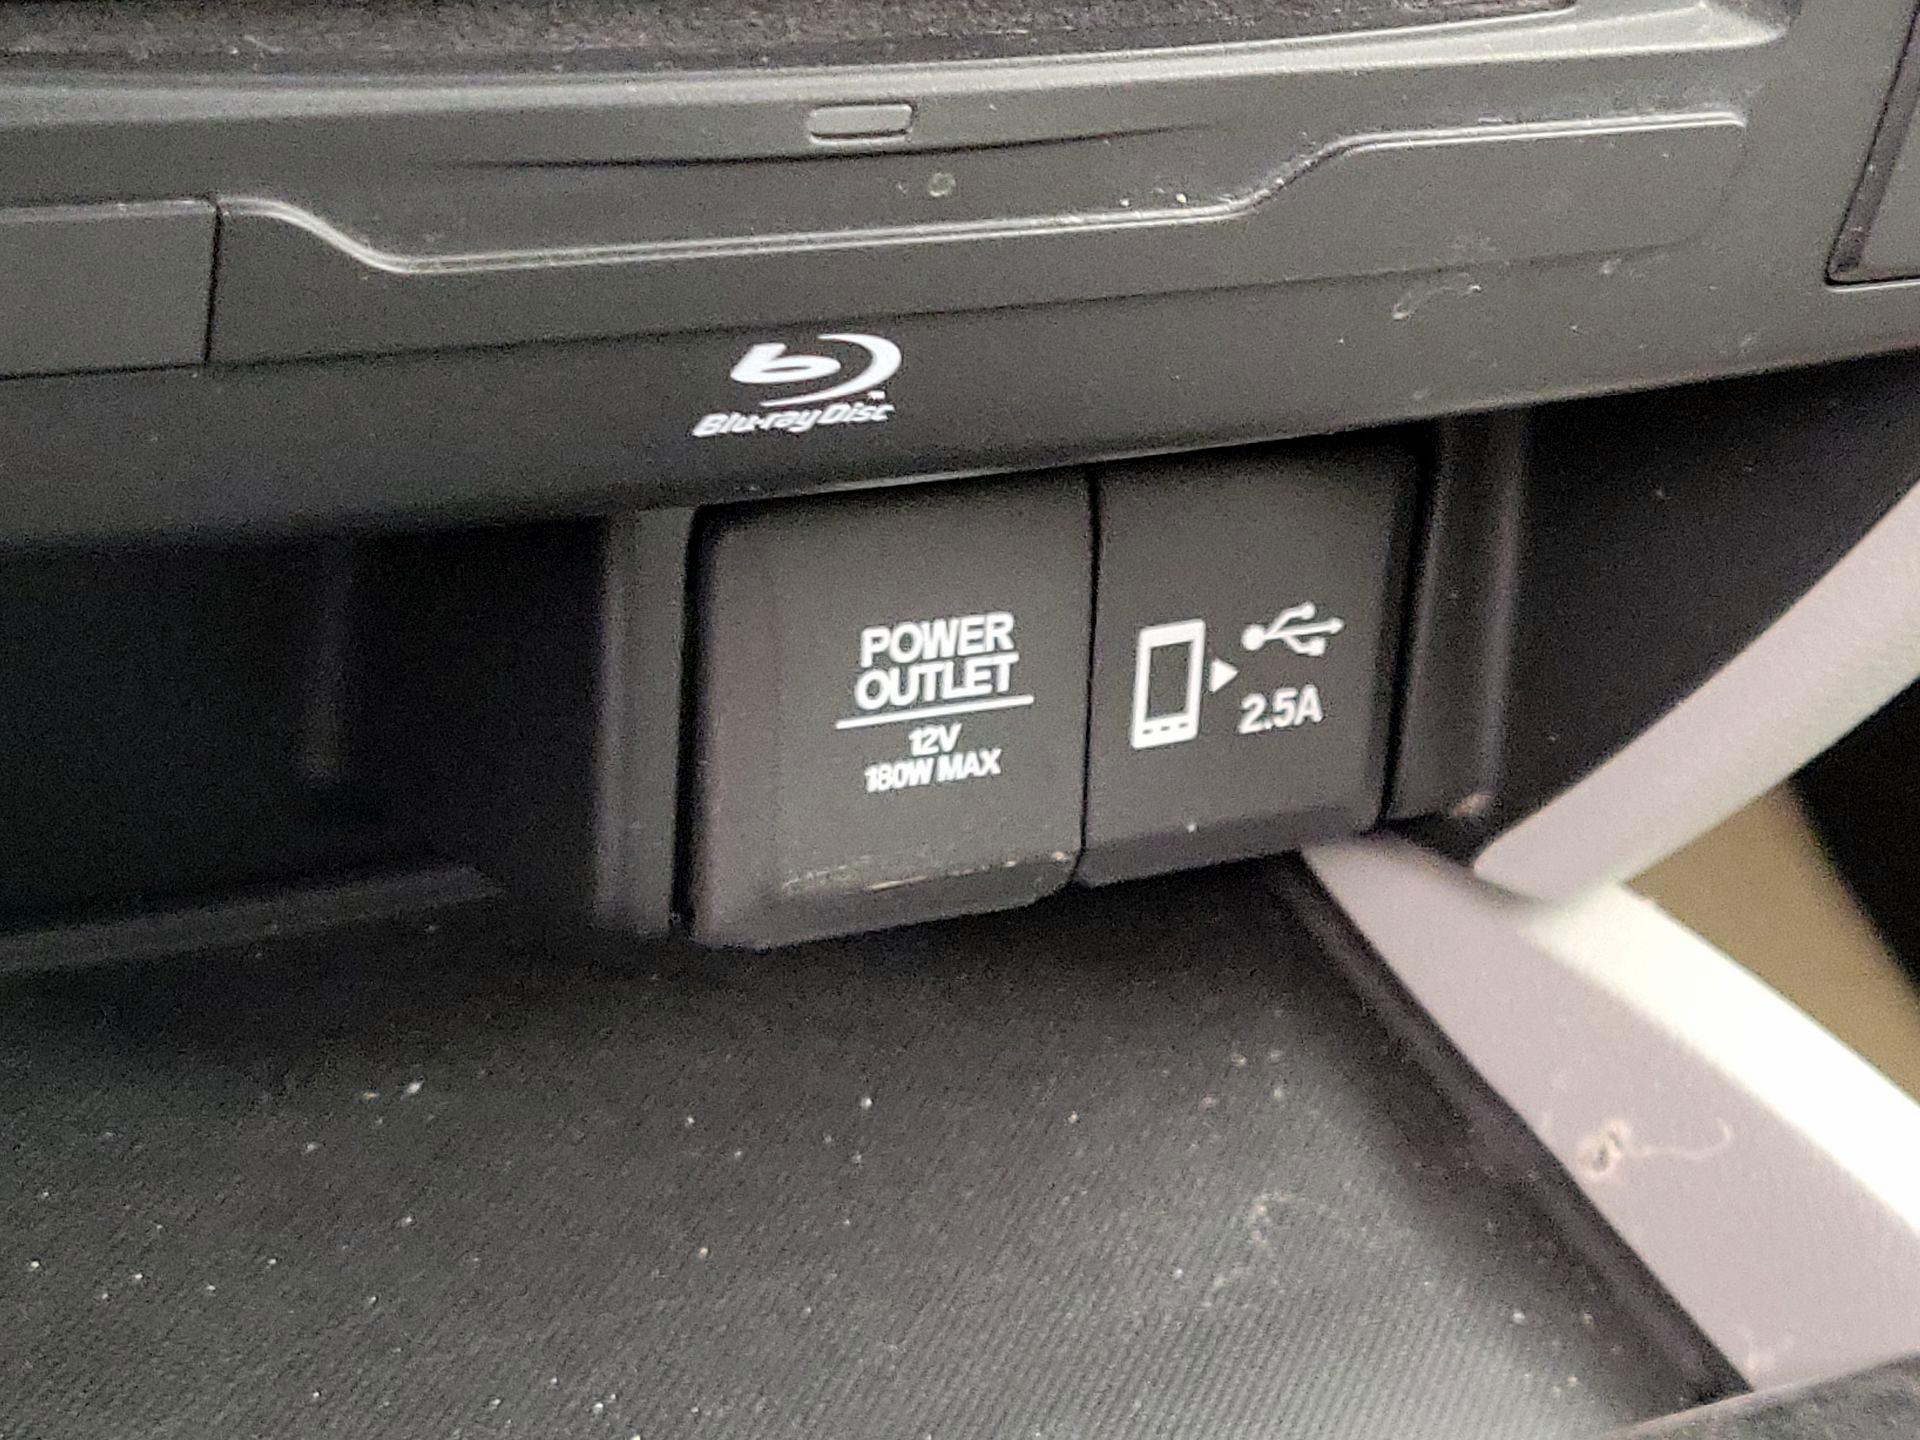 Blu-ray Disc
POWER
OUTLET
12V
180W MAX
2.5A